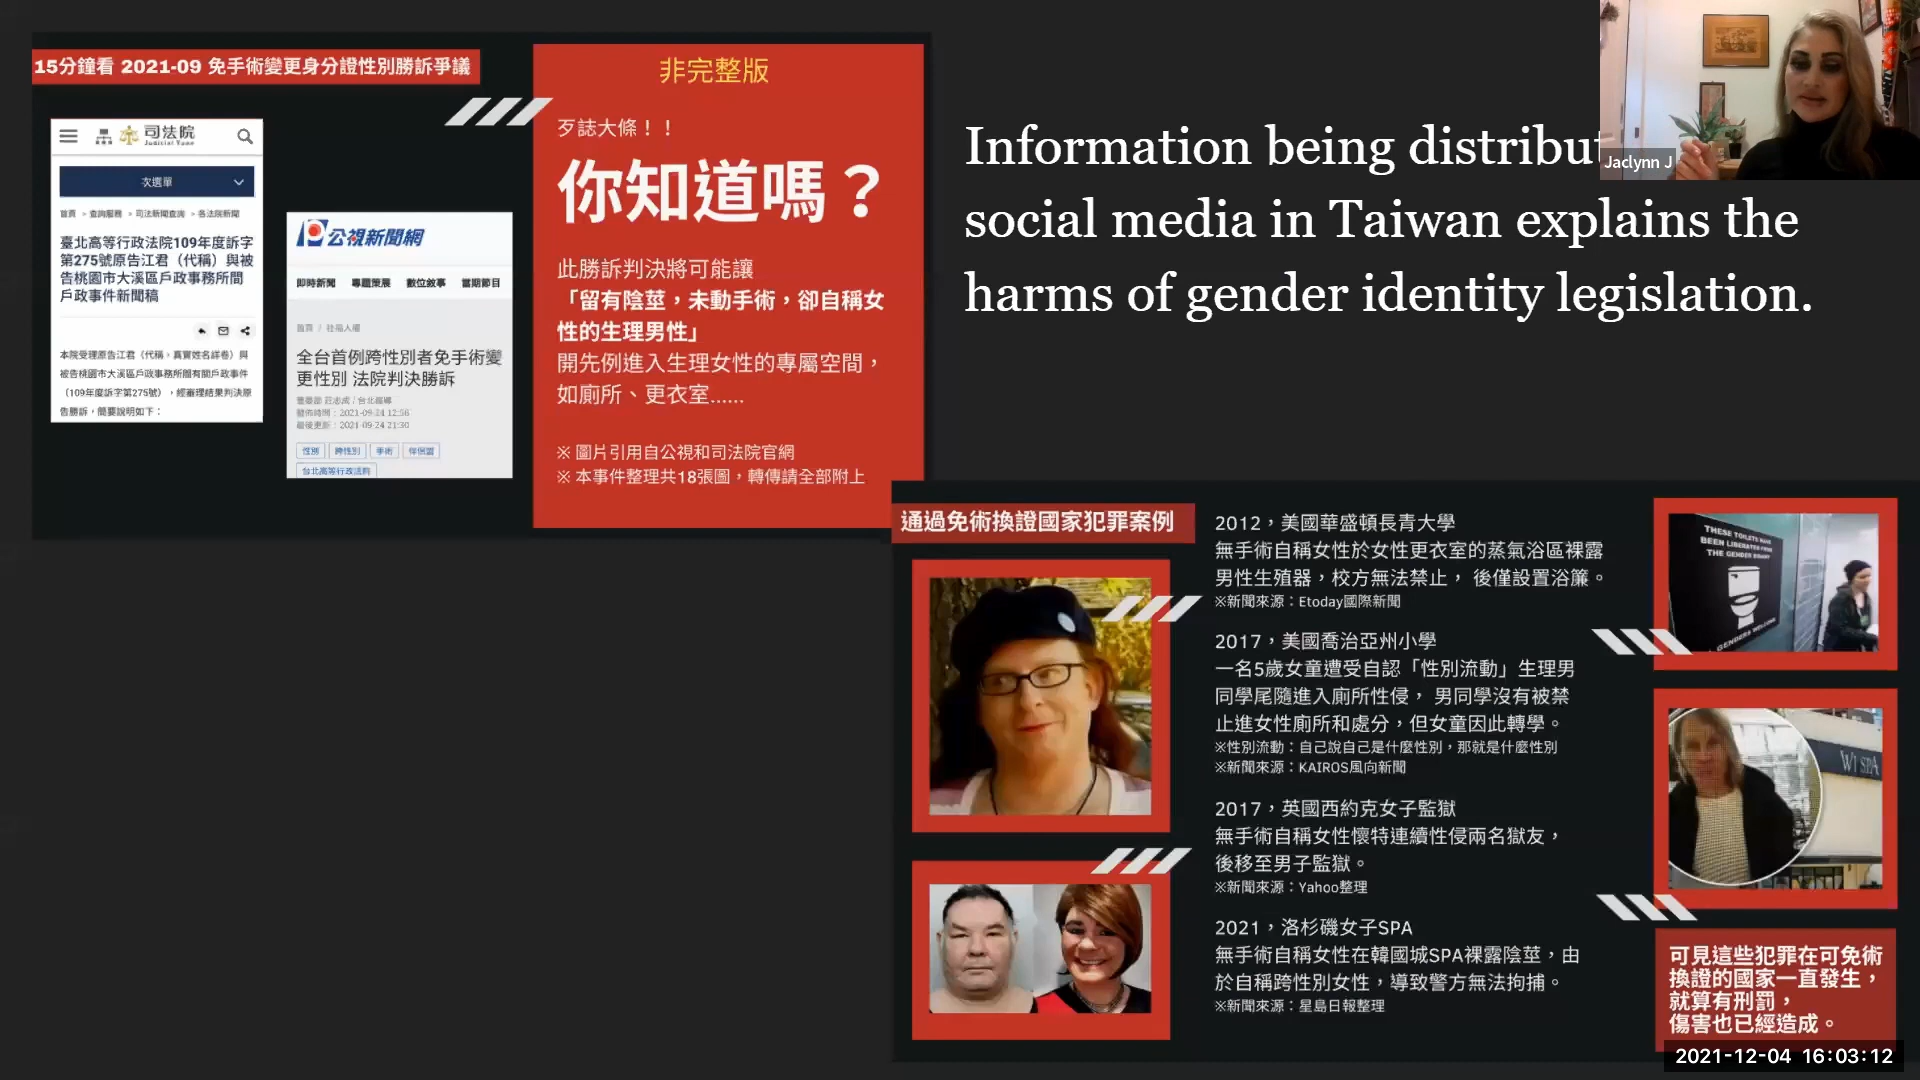 15分鐘看 2021-09 免手術變更身分證性別勝訴爭議
司法院
Judicial Yuan
次選單
首頁 > 查詢服務 > 司法新聞查詢 > 各法院新聞
臺北高等行政法院109年度訴字
第275號原告江君（代稱）與被
告桃園市大溪區戶政事務所間
戶政事件新聞稿
本院受理原告江君（代稱，真實姓名詳卷）與
被告桃園市大溪區戶政事務所間有關戶政事件
（109年度訴字第275號），經審理結果判決原
告勝訴，簡要說明如下：
公視新聞網
即時新聞 專題策展 數位敘事 當期節目
首頁 / 社福人權
全台首例跨性別者免手術變
更性別 法院判決勝訴
發佈時間：2021-09-24 12:56
最後更新：2021-09-24 21:30
性別 跨性別 手術 伴侶盟
台北高等行政法院
非完整版
歹誌大條！！
你知道嗎？
此勝訴判決將可能讓
「留有陰莖，未動手術，卻自稱女
性的生理男性」
開先例進入生理女性的專屬空間，
如廁所、更衣室......
※ 圖片引用自公視和司法院官網
※ 本事件整理共18張圖，轉傳請全部附上
Information being distribut
social media in Taiwan explains the
harms of gender identity legislation.
Jaclynn J
通過免術換證國家犯罪案例
2012，美國華盛頓長青大學
無手術自稱女性於女性更衣室的蒸氣浴區裸露
男性生殖器，校方無法禁止， 後僅設置浴簾。
※新聞來源：Etoday國際新聞
2017，美國喬治亞州小學
一名5歲女童遭受自認「性別流動」生理男
同學尾隨進入廁所性侵， 男同學沒有被禁
止進女性廁所和處分，但女童因此轉學。
※性別流動：自己說自己是什麼性別，那就是什麼性別
※新聞來源：KAIROS風向新聞
2017，英國西約克女子監獄
無手術自稱女性懷特連續性侵兩名獄友，
後移至男子監獄。
※新聞來源：Yahoo整理
2021，洛杉磯女子SPA
無手術自稱女性在韓國城SPA裸露陰莖，由
於自稱跨性別女性，導致警方無法拘捕。
※新聞來源：星島日報整理
THESE TOILETS HAVE
BEEN LIBERATED FROM
THE GENDER BINARY
GENDERS WELCOME
WI SPA
可見這些犯罪在可免術
換證的國家一直發生，
就算有刑罰，
傷害也已經造成。
2021-12-04 16:03:12